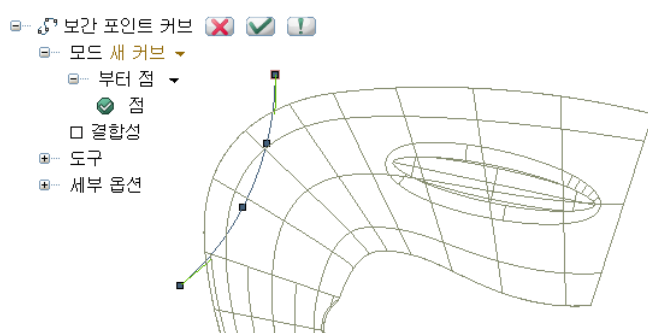 보간 포인트 커브
모드 새 커브
부터 점
점
결합성
도구
세부 옵션